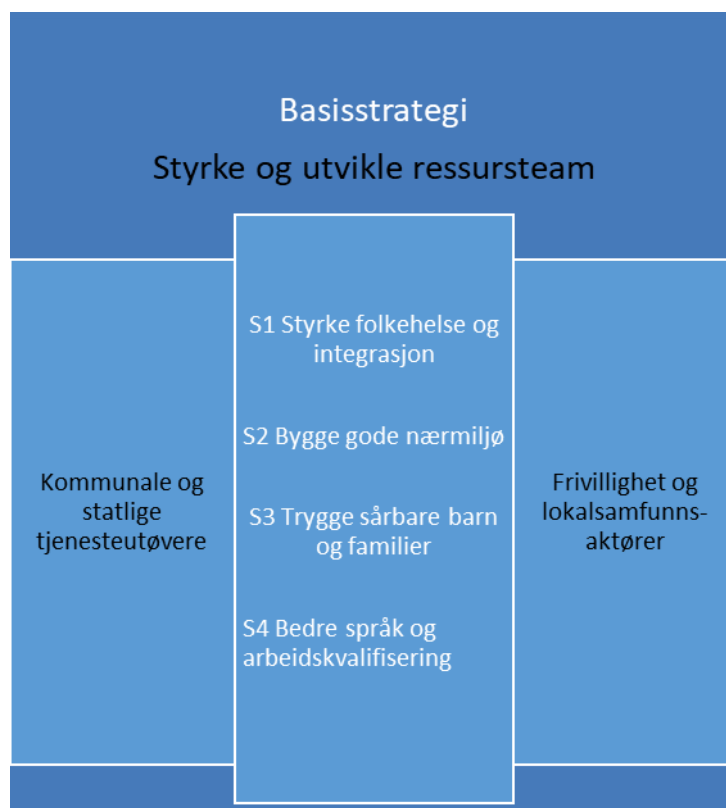 Basisstrategi
Styrke og utvikle ressursteam
Kommunale og
statlige
tjenesteutøvere
S1 Styrke folkehelse og
integrasjon
S2 Bygge gode nærmiljø
S3 Trygge sårbare barn
og familier
S4 Bedre språk og
arbeidskvalifisering
Frivillighet og
lokalsamfunns-
aktører